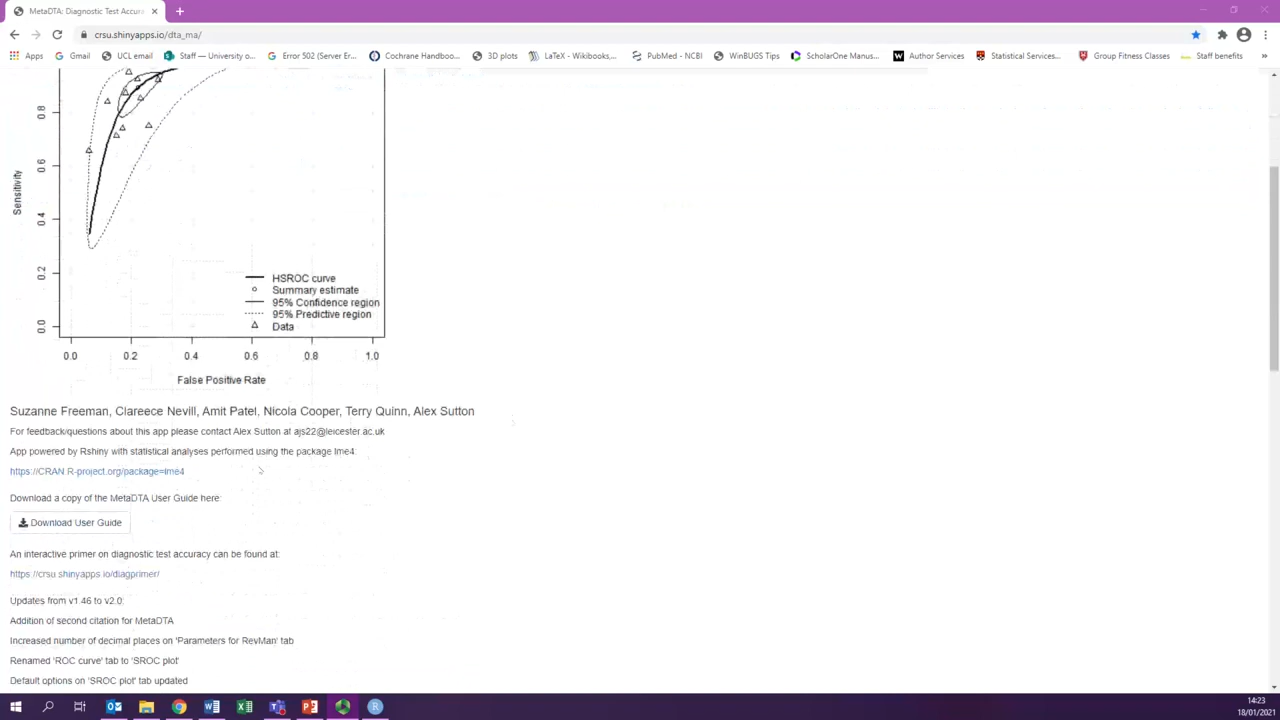 MetaDTA: Diagnostic Test Accur
crsu.shinyapps.io/dta_ma/
Apps
Gmail
UCL email
Staff — University o...
Error 502 (Server Er...
Cochrane Handboo...
3D plots
LaTeX - Wikibooks,...
PubMed - NCBI
WinBUGS Tips
ScholarOne Manus...
Author Services
Statistical Services...
Group Fitness Classes
Staff benefits
Sensitivity
0.8
0.6
0.4
0.2
0.0
HSROC curve
Summary estimate
95% Confidence region
95% Predictive region
Data
0.0 0.2 0.4 0.6 0.8 1.0
False Positive Rate
Suzanne Freeman, Clareece Nevill, Amit Patel, Nicola Cooper, Terry Quinn, Alex Sutton
For feedback/questions about this app please contact Alex Sutton at ajs22@leicester.ac.uk
App powered by Rshiny with statistical analyses performed using the package lme4:
https://CRAN.R-project.org/package=lme4
Download a copy of the MetaDTA User Guide here:
Download User Guide
An interactive primer on diagnostic test accuracy can be found at:
https://crsu.shinyapps.io/diagprimer/
Updates from v1.46 to v2.0:
Addition of second citation for MetaDTA
Increased number of decimal places on 'Parameters for RevMan' tab
Renamed 'ROC curve' tab to 'SROC plot'
Default options on 'SROC plot' tab updated
14:23
18/01/2021